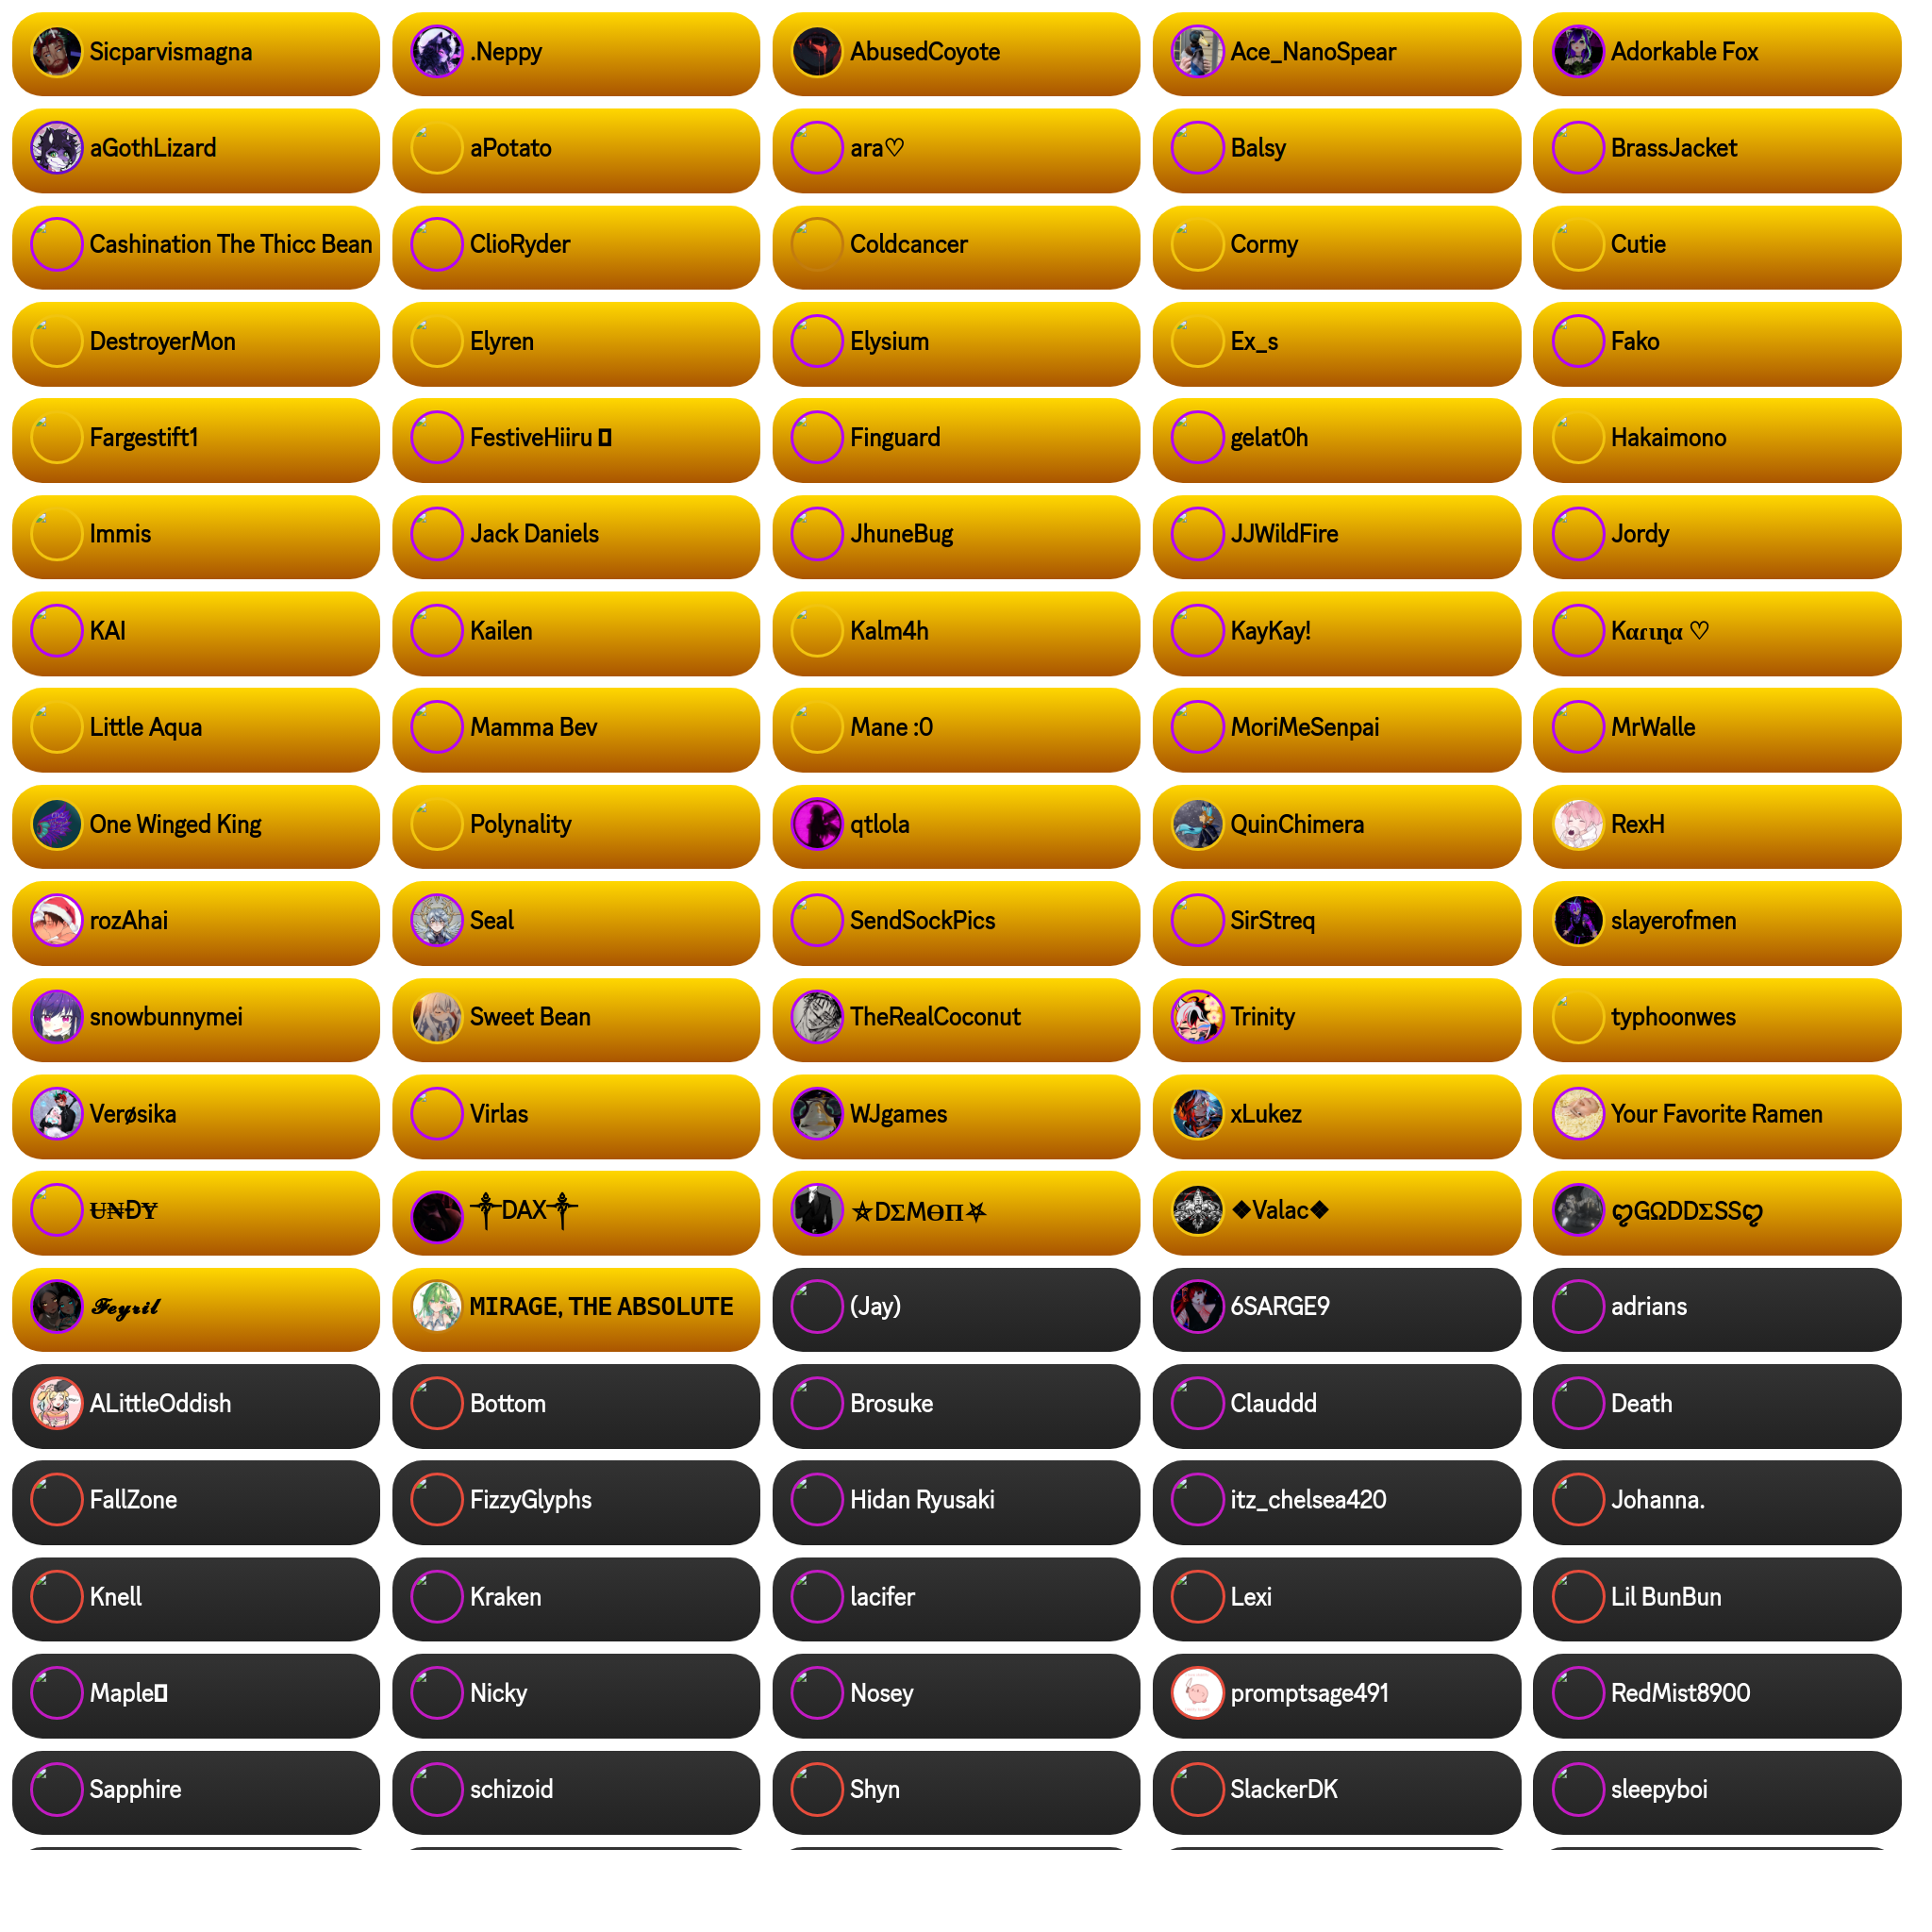 Sicparvismagna
.Neppy
AbusedCoyote
Ace_NanoSpear
Adorkable Fox
aGothLizard
aPotato
ara♡
Balsy
BrassJacket
Cashination The Thicc Bean
ClioRyder
Coldcancer
Cormy
Cutie
DestroyerMon
Elyren
Elysium
Ex_s
Fako
Fargestift1
FestiveHiiru
Finguard
gelat0h
Hakaimono
Immis
Jack Daniels
JhuneBug
JJWildFire
Jordy
KAI
Kailen
Kalm4h
KayKay!
Kαɾιɳα ♡
Little Aqua
Mamma Bev
Mane :0
MoriMeSenpai
MrWalle
One Winged King
Polynality
qtlola
QuinChimera
RexH
rozAhai
Seal
SendSockPics
SirStreq
slayerofmen
snowbunnymei
Sweet Bean
TheRealCoconut
Trinity
typhoonwes
Verøsika
Virlas
WJgames
xLukez
Your Favorite Ramen
U̶₦ĐɎ
༒DAX༒
⛤DΣMӨΠ⛧
❖Valac❖
ღGΩDDΣSSღ
𝓕𝓮𝔂𝓻𝓲𝓵
MIRAGE, THE ABSOLUTE
(Jay)
6SARGE9
adrians
ALittleOddish
Bottom
Brosuke
Clauddd
Death
FallZone
FizzyGlyphs
Hidan Ryusaki
itz_chelsea420
Johanna.
Knell
Kraken
lacifer
Lexi
Lil BunBun
Maple
Nicky
Nosey
promptsage491
RedMist8900
Sapphire
schizoid
Shyn
SlackerDK
sleepyboi